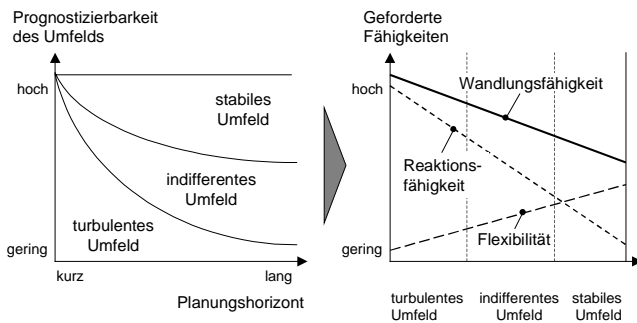 Prognostizierbarkeit
des Umfelds
hoch
stabiles
Umfeld
indifferentes
Umfeld
turbulentes
Umfeld
gering
kurz
lang
Planungshorizont
Geforderte
Fähigkeiten
hoch
Wandlungsfähigkeit
Reaktions-
fähigkeit
Flexibilität
gering
turbulentes
Umfeld
indifferentes
Umfeld
stabiles
Umfeld